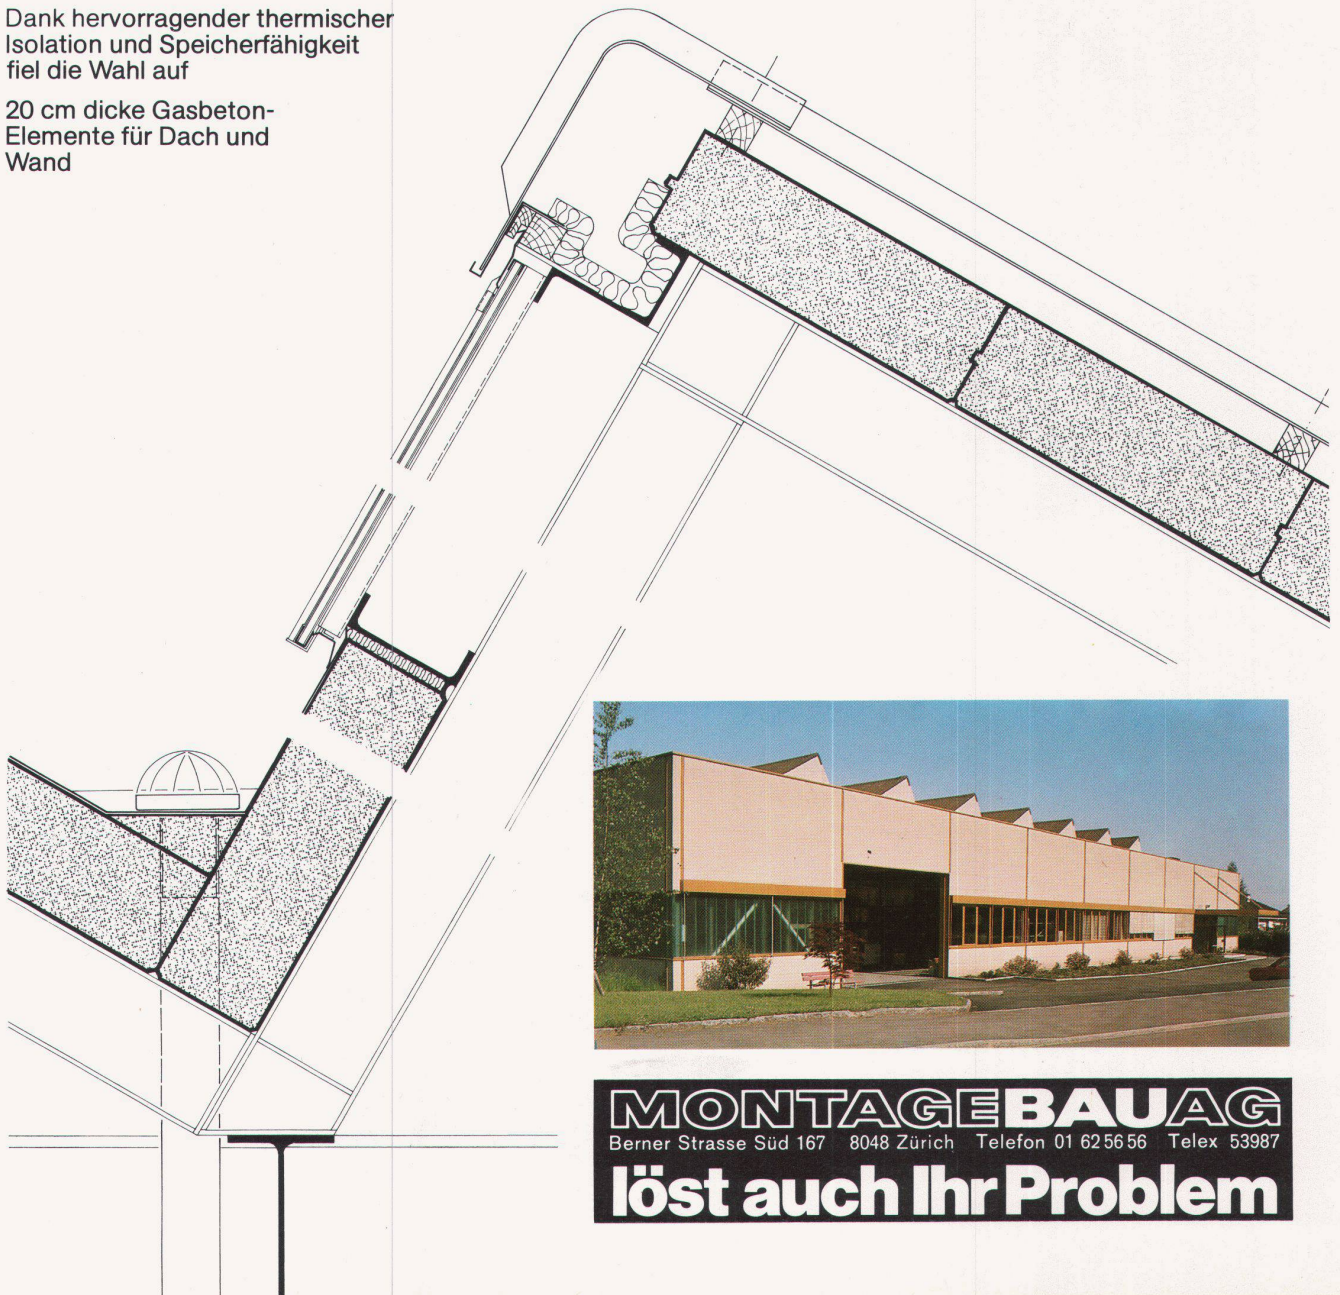 Dank hervorragender thermischer
Isolation und Speicherfähigkeit
fiel die Wahl auf
20 cm dicke Gasbeton-
Elemente für Dach und
Wand
MONTAGEBAUAG
Berner Strasse Süd 167 8048 Zürich Telefon 01 62 56 56 Telex 53987
löst auch Ihr Problem